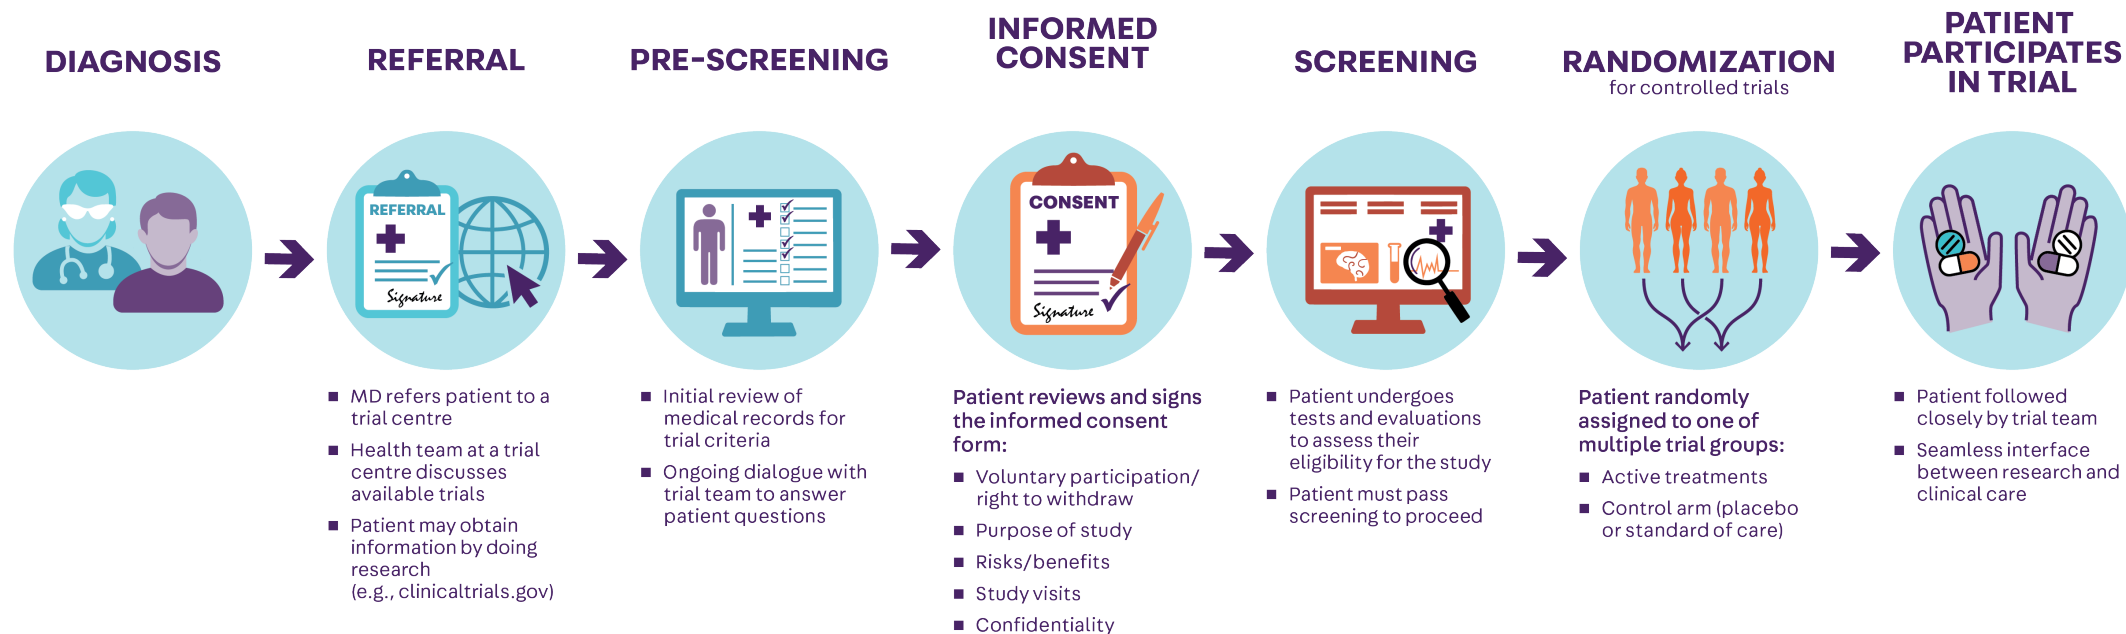 DIAGNOSIS
REFERRAL
REFERRAL
Signature
■ MD refers patient to a
trial centre
■ Health team at a trial
centre discusses
available trials
■ Patient may obtain
information by doing
research
(e.g., clinicaltrials.gov)
PRE-SCREENING
■ Initial review of
medical records for
trial criteria
■ Ongoing dialogue with
trial team to answer
patient questions
INFORMED
CONSENT
CONSENT
Signature
Patient reviews and signs
the informed consent
form:
■ Voluntary participation/
right to withdraw
■ Purpose of study
■ Risks/benefits
■ Study visits
■ Confidentiality
SCREENING
■ Patient undergoes
tests and evaluations
to assess their
eligibility for the study
■ Patient must pass
screening to proceed
RANDOMIZATION
for controlled trials
Patient randomly
assigned to one of
multiple trial groups:
■ Active treatments
■ Control arm (placebo
or standard of care)
PATIENT
PARTICIPATES
IN TRIAL
■ Patient followed
closely by trial team
■ Seamless interface
between research and
clinical care